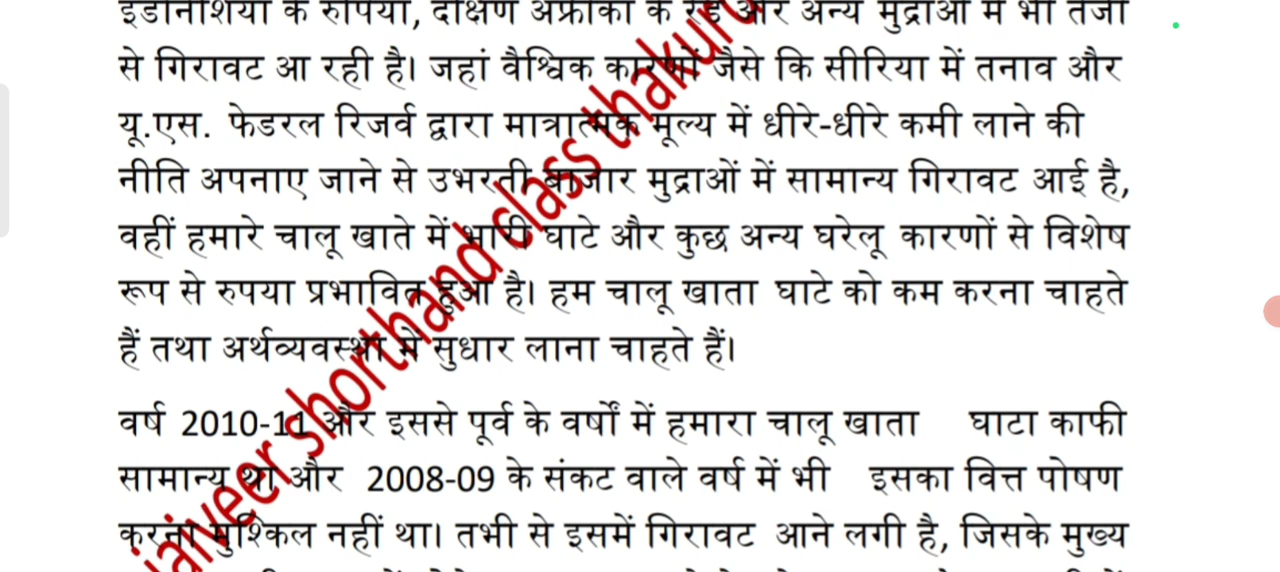 इंडोनेशिया के रुपिया, दक्षिण अफ्रीका के रैंड और अन्य मुद्राओं में भी तेजी
से गिरावट आ रही है। जहां वैश्विक कारणों जैसे कि सीरिया में तनाव और
यू.एस. फेडरल रिजर्व द्वारा मात्रात्मक मूल्य में धीरे-धीरे कमी लाने की
नीति अपनाए जाने से उभरती बाजार मुद्राओं में सामान्य गिरावट आई है,
वहीं हमारे चालू खाते में भारी घाटे और कुछ अन्य घरेलू कारणों से विशेष
रूप से रुपया प्रभावित हुआ है। हम चालू खाता घाटे को कम करना चाहते
हैं तथा अर्थव्यवस्था में सुधार लाना चाहते हैं।
वर्ष 2010-11 और इससे पूर्व के वर्षों में हमारा चालू खाता घाटा काफी
सामान्य था और 2008-09 के संकट वाले वर्ष में भी इसका वित्त पोषण
करना मुश्किल नहीं था। तभी से इसमें गिरावट आने लगी है, जिसके मुख्य
jaiveer shorthand class thakurd